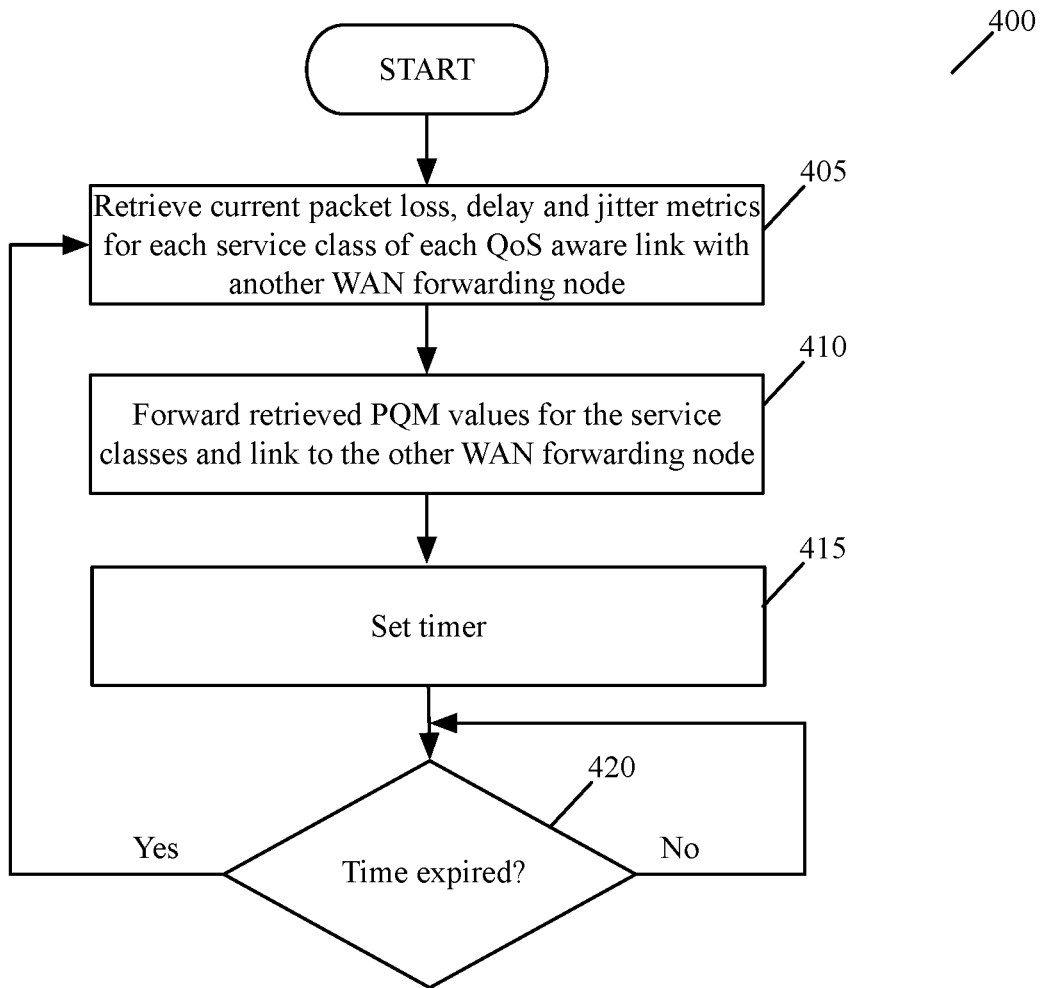 400
START
405
Retrieve current packet loss, delay and jitter metrics
for each service class of each QoS aware link with
another WAN forwarding node
410
Forward retrieved PQM values for the service
classes and link to the other WAN forwarding node
415
Set timer
420
Yes
Time expired?
No